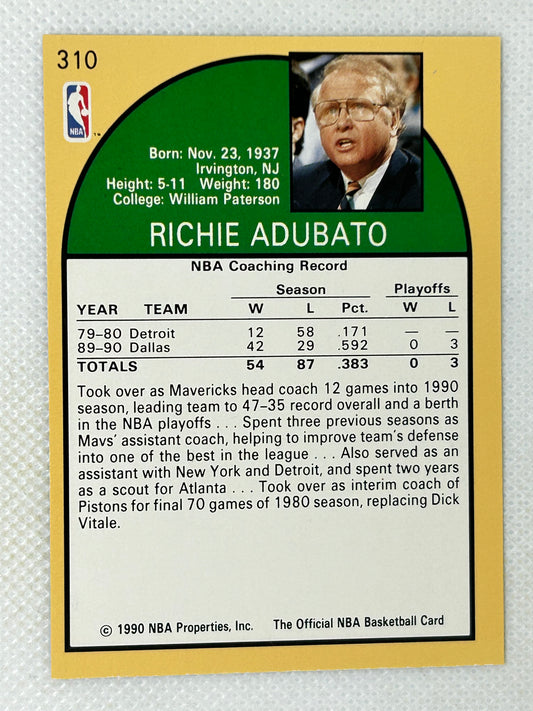 310
NBA ™
Born: Nov. 23, 1937
Irvington, NJ
Height: 5-11 Weight: 180
College: William Paterson
RICHIE ADUBATO
NBA Coaching Record
Season Playoffs
YEAR TEAM W L Pct. W L
79–80 Detroit 12 58 .171 — —
89–90 Dallas 42 29 .592 0 3
TOTALS 54 87 .383 0 3
Took over as Mavericks head coach 12 games into 1990
season, leading team to 47–35 record overall and a berth
in the NBA playoffs . . . Spent three previous seasons as
Mavs' assistant coach, helping to improve team's defense
into one of the best in the league . . . Also served as an
assistant with New York and Detroit, and spent two years
as a scout for Atlanta . . . Took over as interim coach of
Pistons for final 70 games of 1980 season, replacing Dick
Vitale.
© 1990 NBA Properties, Inc. The Official NBA Basketball Card